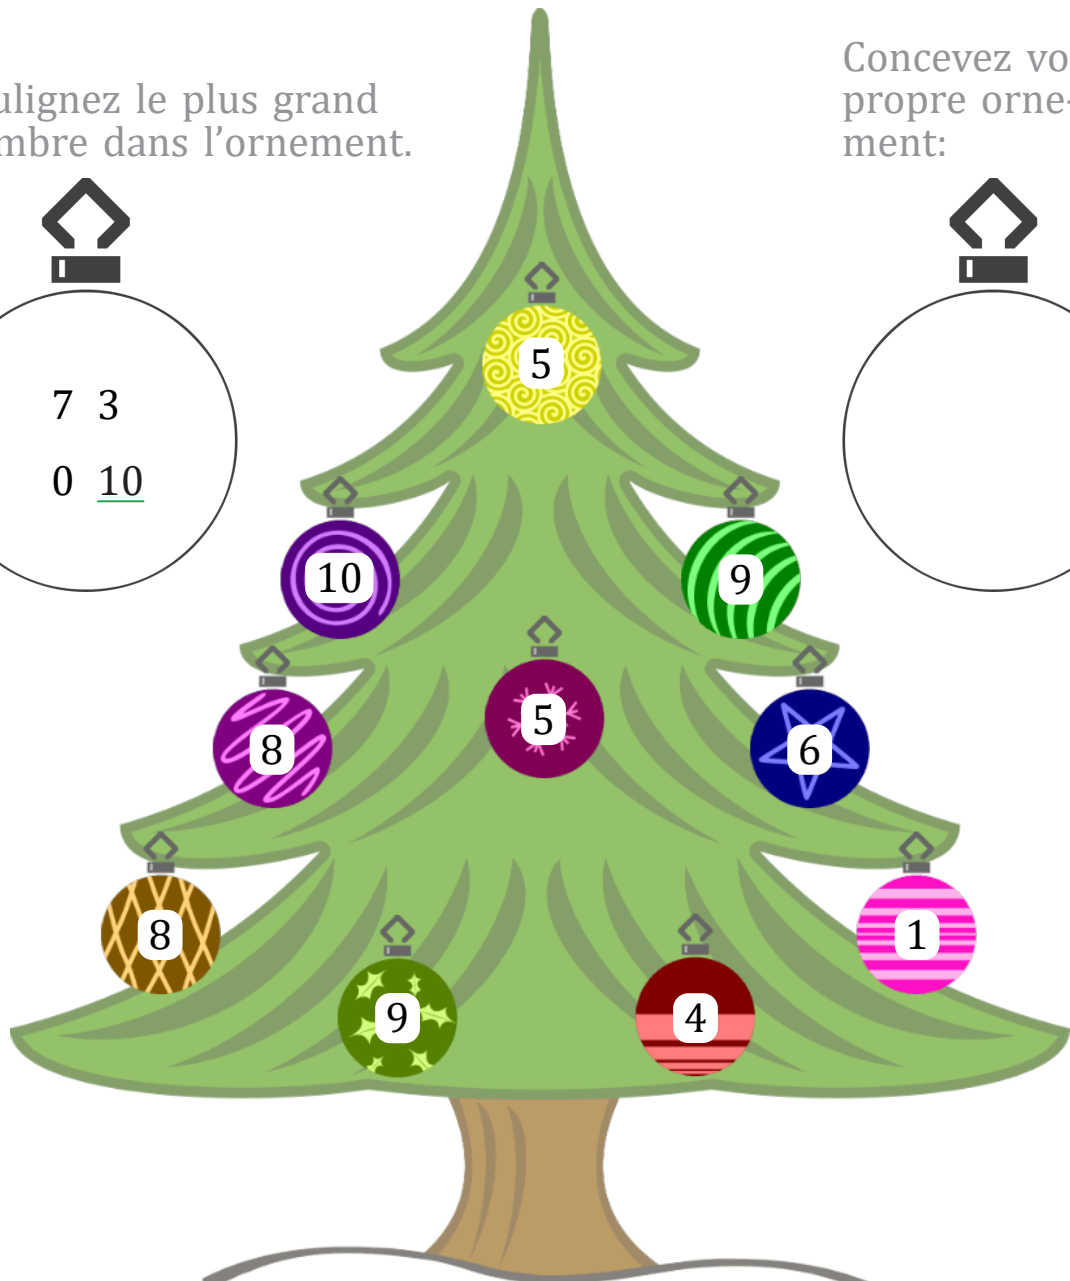 ulignez le plus grand
mbre dans l’ornement.
Concevez vo
propre orne-
ment:
7 3
0 10
5
10
9
8
5
6
8
1
9
4